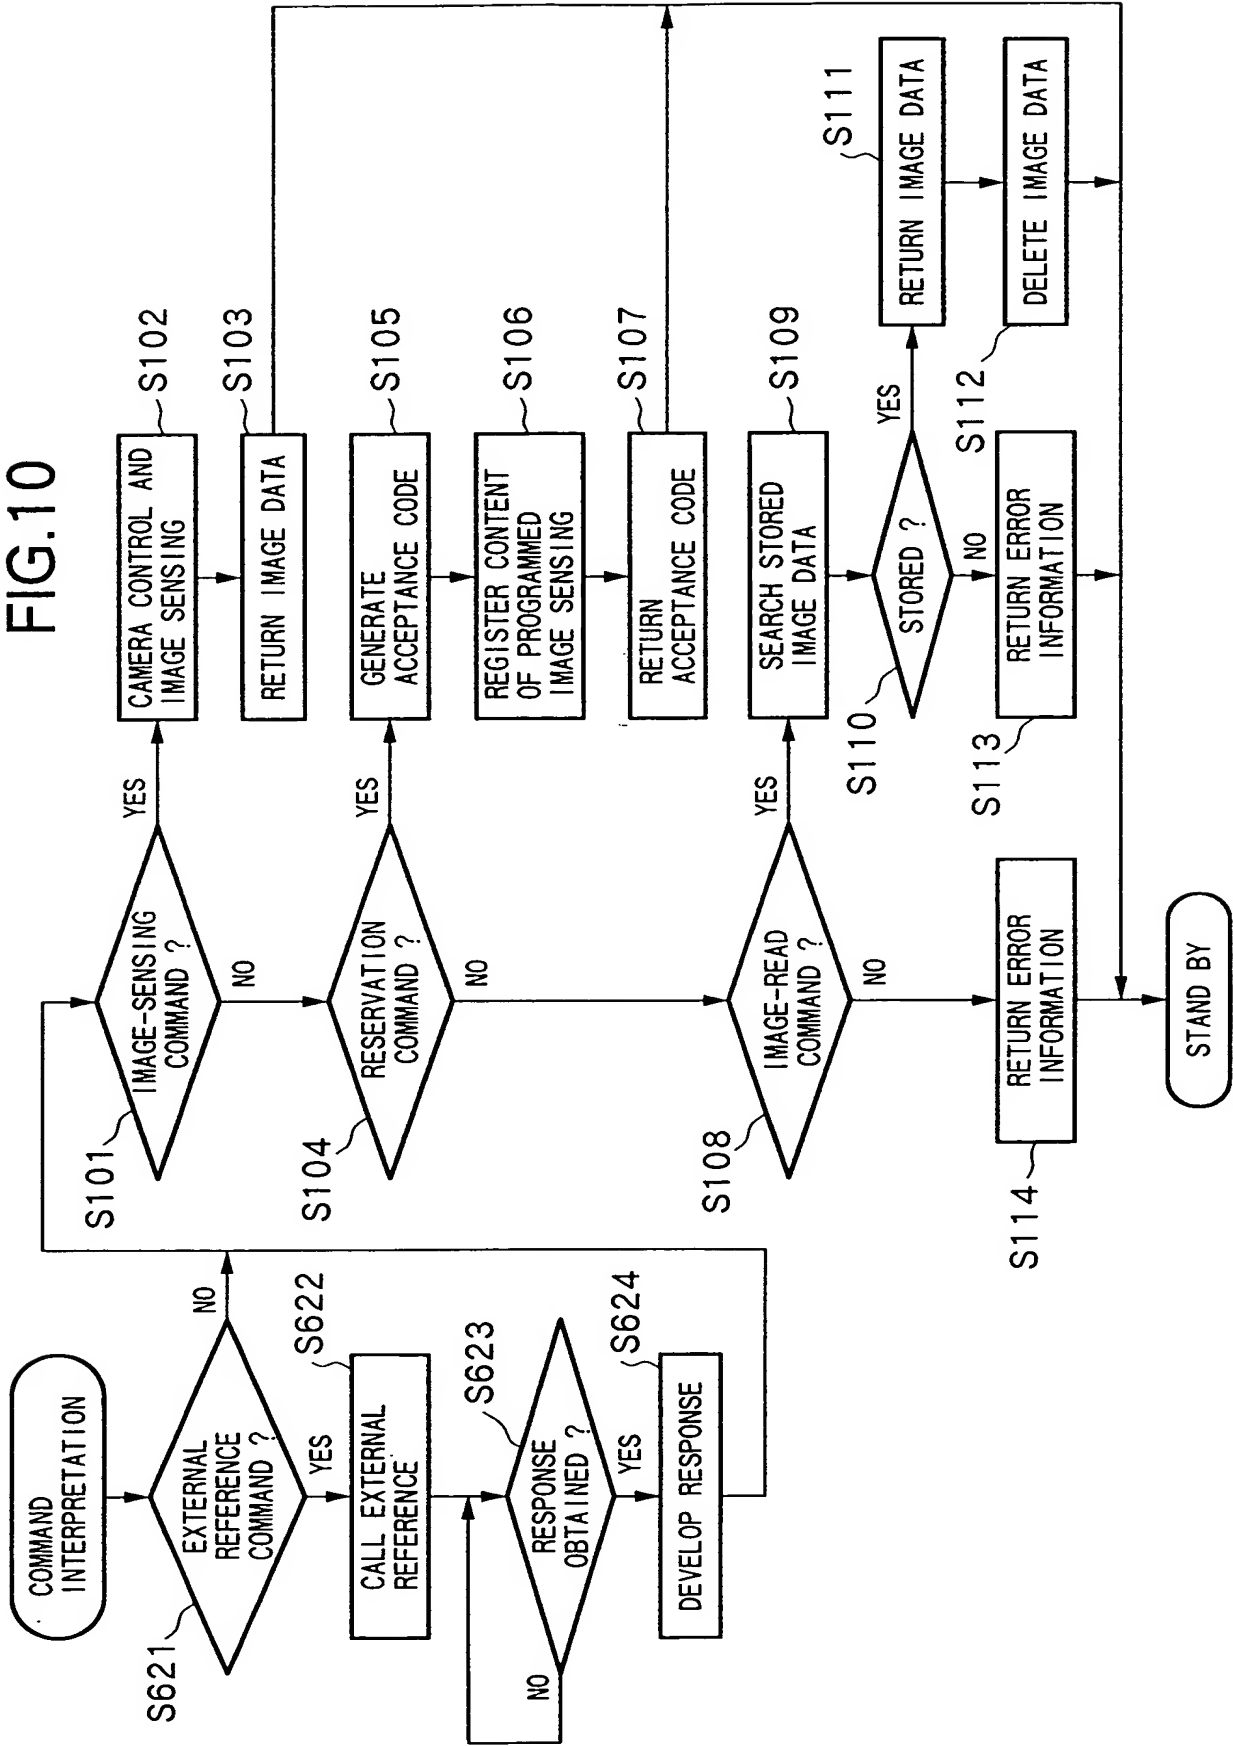 FIG.10
COMMAND
INTERPRETATION
S621
EXTERNAL
REFERENCE
COMMAND ?
NO
YES
S622
CALL EXTERNAL
REFERENCE
S623
RESPONSE
OBTAINED ?
NO
YES
S624
DEVELOP RESPONSE
S101
IMAGE-SENSING
COMMAND ?
YES
NO
S102
CAMERA CONTROL AND
IMAGE SENSING
S103
RETURN IMAGE DATA
S104
RESERVATION
COMMAND ?
YES
NO
S105
GENERATE
ACCEPTANCE CODE
S106
REGISTER CONTENT
OF PROGRAMMED
IMAGE SENSING
S107
RETURN
ACCEPTANCE CODE
S108
IMAGE-READ
COMMAND ?
YES
NO
S109
SEARCH STORED
IMAGE DATA
S110
STORED ?
YES
NO
S111
RETURN IMAGE DATA
S112
DELETE IMAGE DATA
S113
RETURN ERROR
INFORMATION
S114
RETURN ERROR
INFORMATION
STAND BY